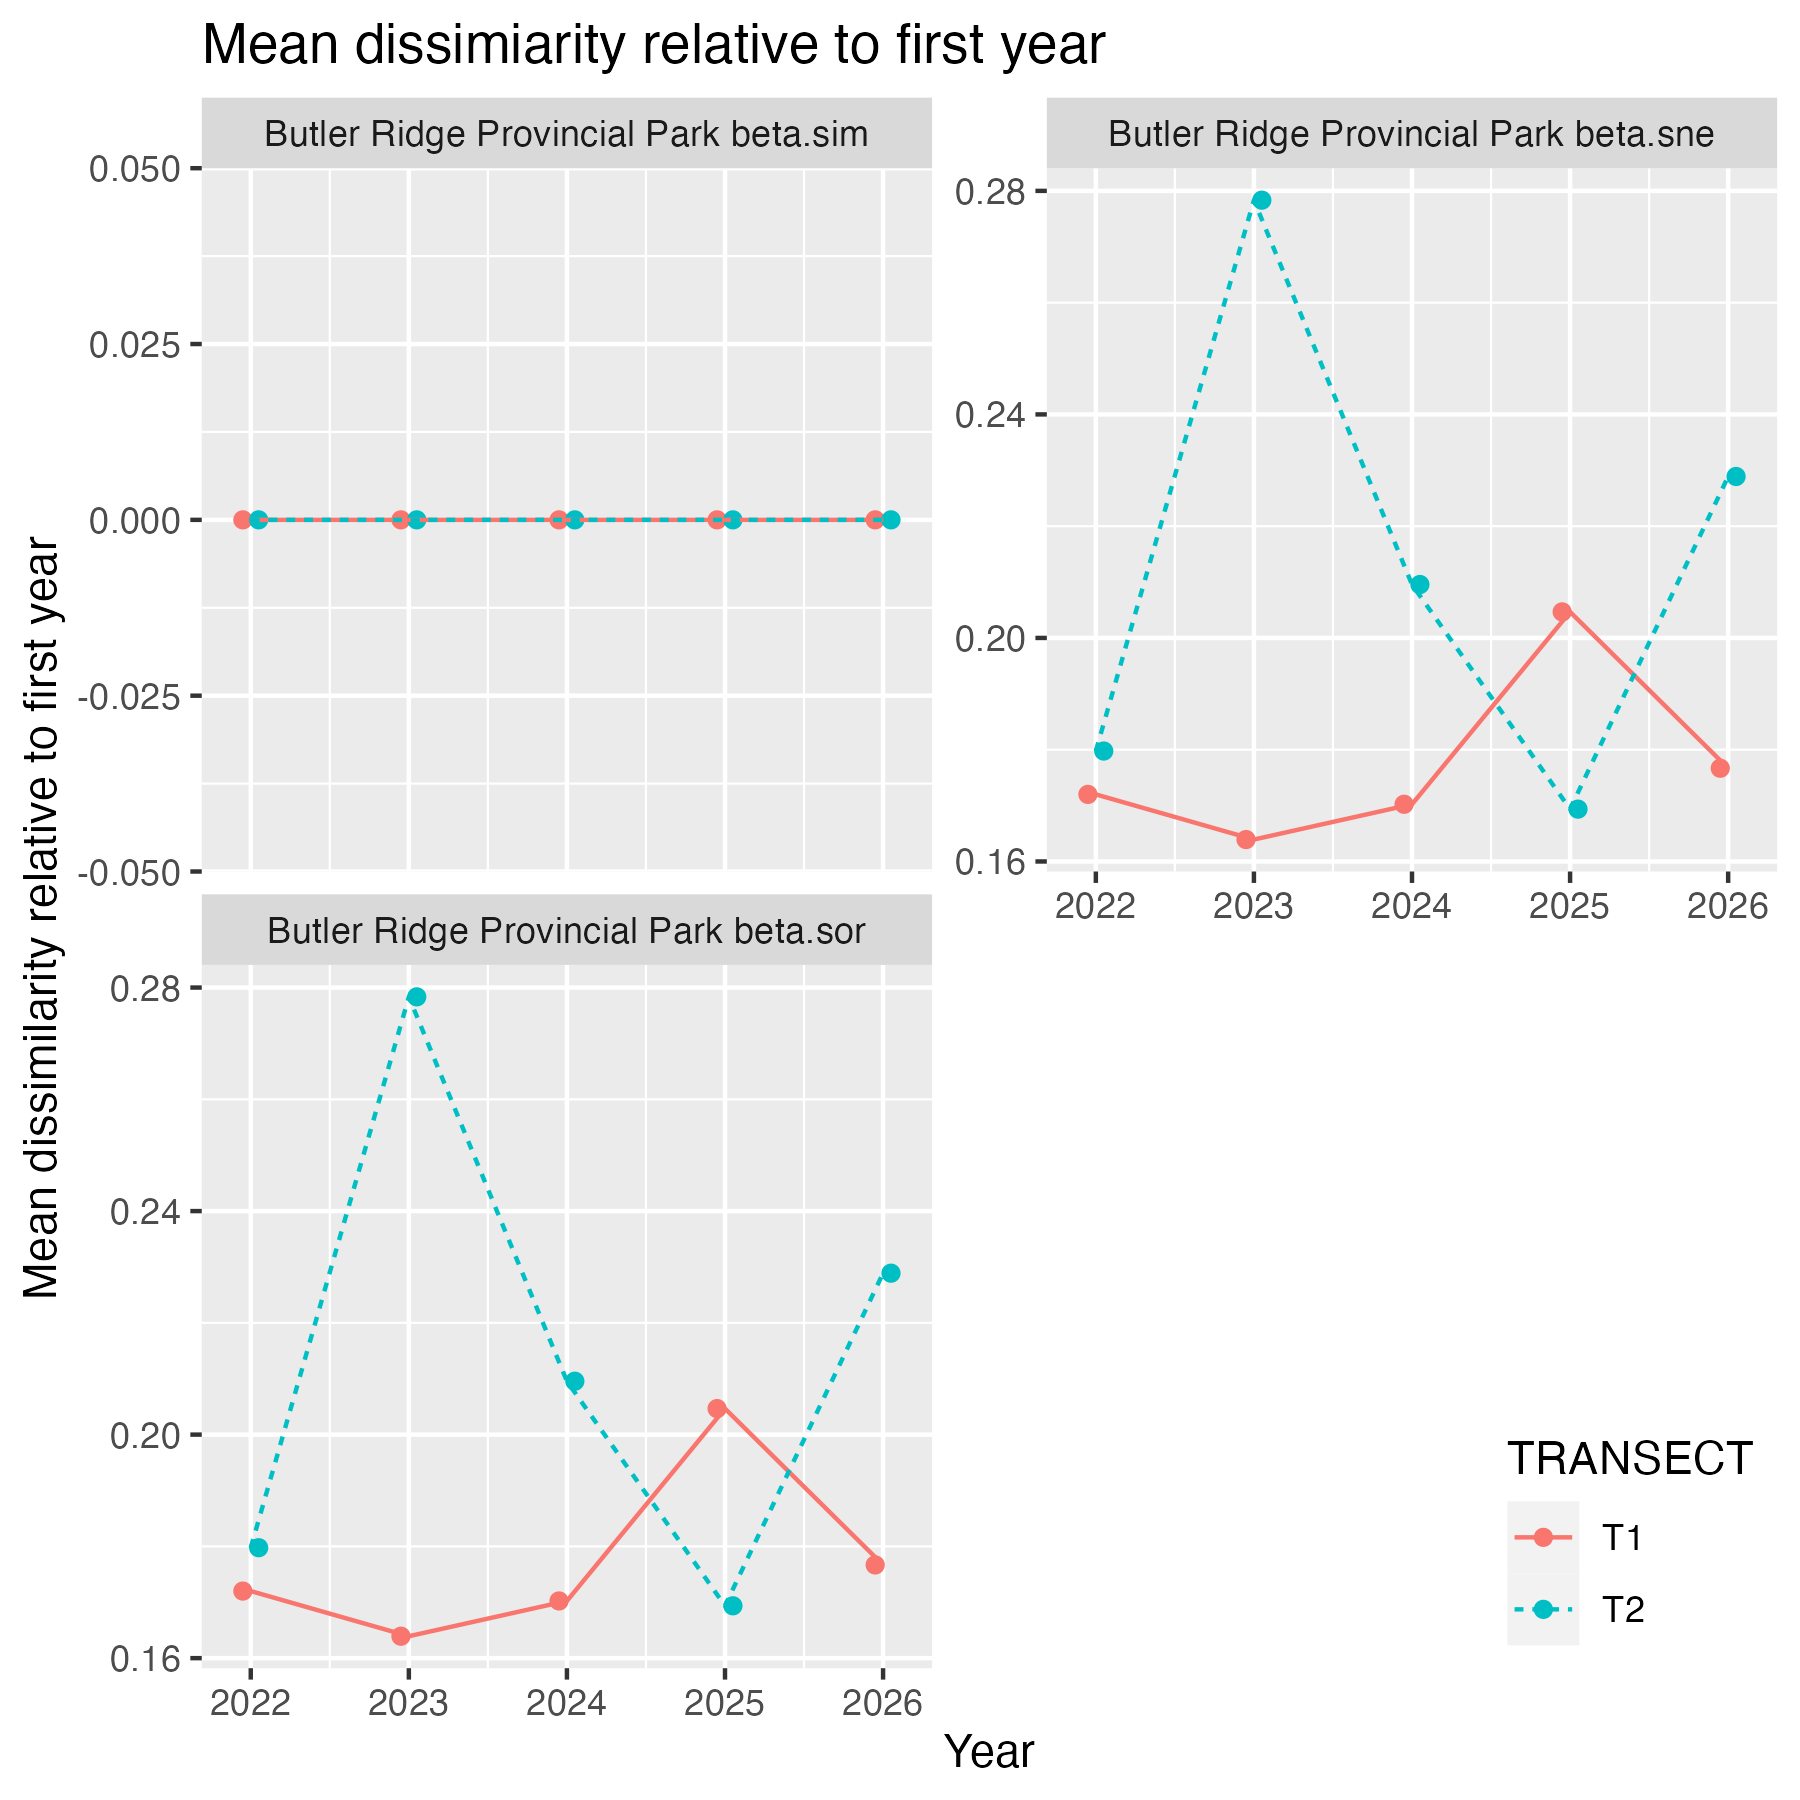 Mean dissimiarity relative to first year
Butler Ridge Provincial Park beta.sim
Butler Ridge Provincial Park beta.sne
0.050
0.025
0.000
-0.025
-0.050
0.28
0.24
0.20
0.16
2022 2023 2024 2025 2026
Mean dissimilarity relative to first year
Butler Ridge Provincial Park beta.sor
0.28
0.24
0.20
0.16
2022 2023 2024 2025 2026
Year
TRANSECT
T1
T2